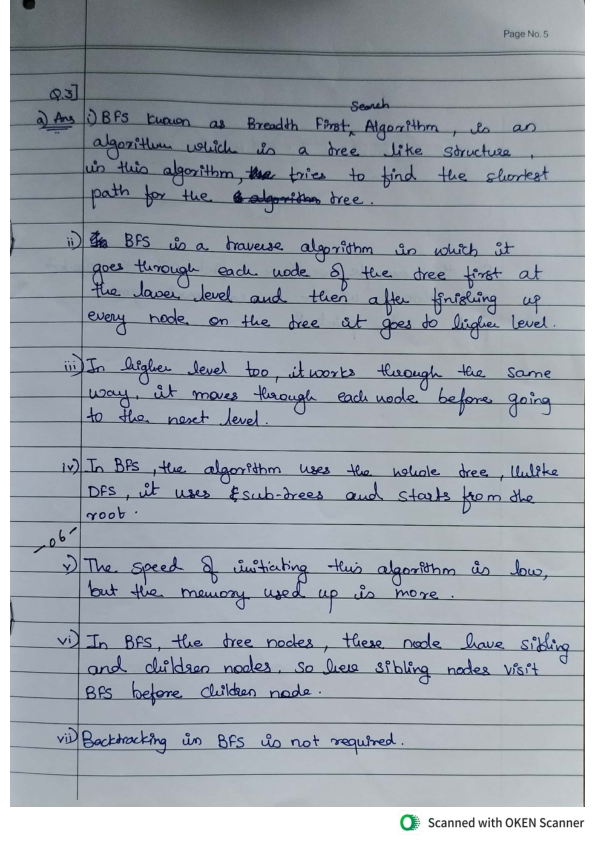 Page No. 5
Q.3]
Search
a) Ans i) BFS known as Breadth First, Algorithm, is an
algorithm which is a tree like structure,
in this algorithm, the tries to find the shortest
path for the algorithm tree.
ii) BFS is a traverse algorithm in which it
goes through each node of the tree first at
the lower level and then after finishing up
every node on the tree it goes to higher level.
iii) In higher level too, it works through the same
way, it moves through each node before going
to the next level.
iv) In BFS, the algorithm uses the whole tree, Unlike
DFS, it uses sub-trees and starts from the
root.
-06-
v) The speed of initiating this algorithm is low,
but the memory used up is more.
vi) In BFS, the tree nodes, these node have sibling
and children nodes, so here sibling nodes visit
BFS before children node.
vii) Backtracking in BFS is not required.
Scanned with OKEN Scanner